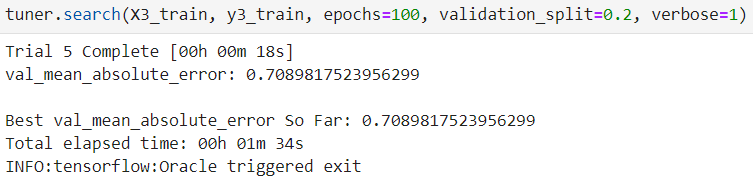 tuner.search(X3_train, y3_train, epochs=100, validation_split=0.2, verbose=1)
Trial 5 Complete [00h 00m 18s]
val_mean_absolute_error: 0.7089817523956299
Best val_mean_absolute_error So Far: 0.7089817523956299
Total elapsed time: 00h 01m 34s
INFO:tensorflow:Oracle triggered exit